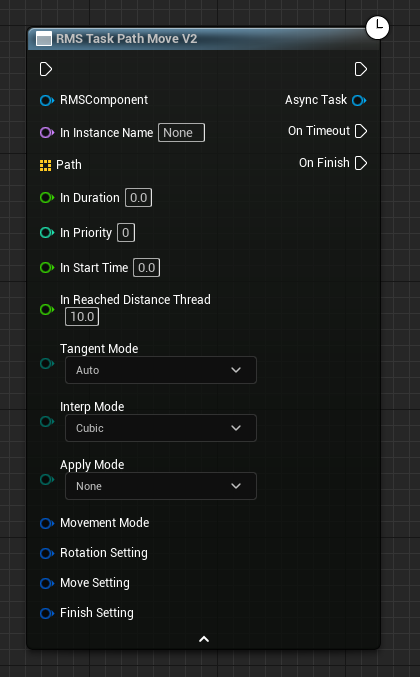 RMS Task Path Move V2
RMSComponent
Async Task
In Instance Name None
On Timeout
Path
On Finish
In Duration 0.0
In Priority 0
In Start Time 0.0
In Reached Distance Thread
10.0
Tangent Mode
Auto
Interp Mode
Cubic
Apply Mode
None
Movement Mode
Rotation Setting
Move Setting
Finish Setting